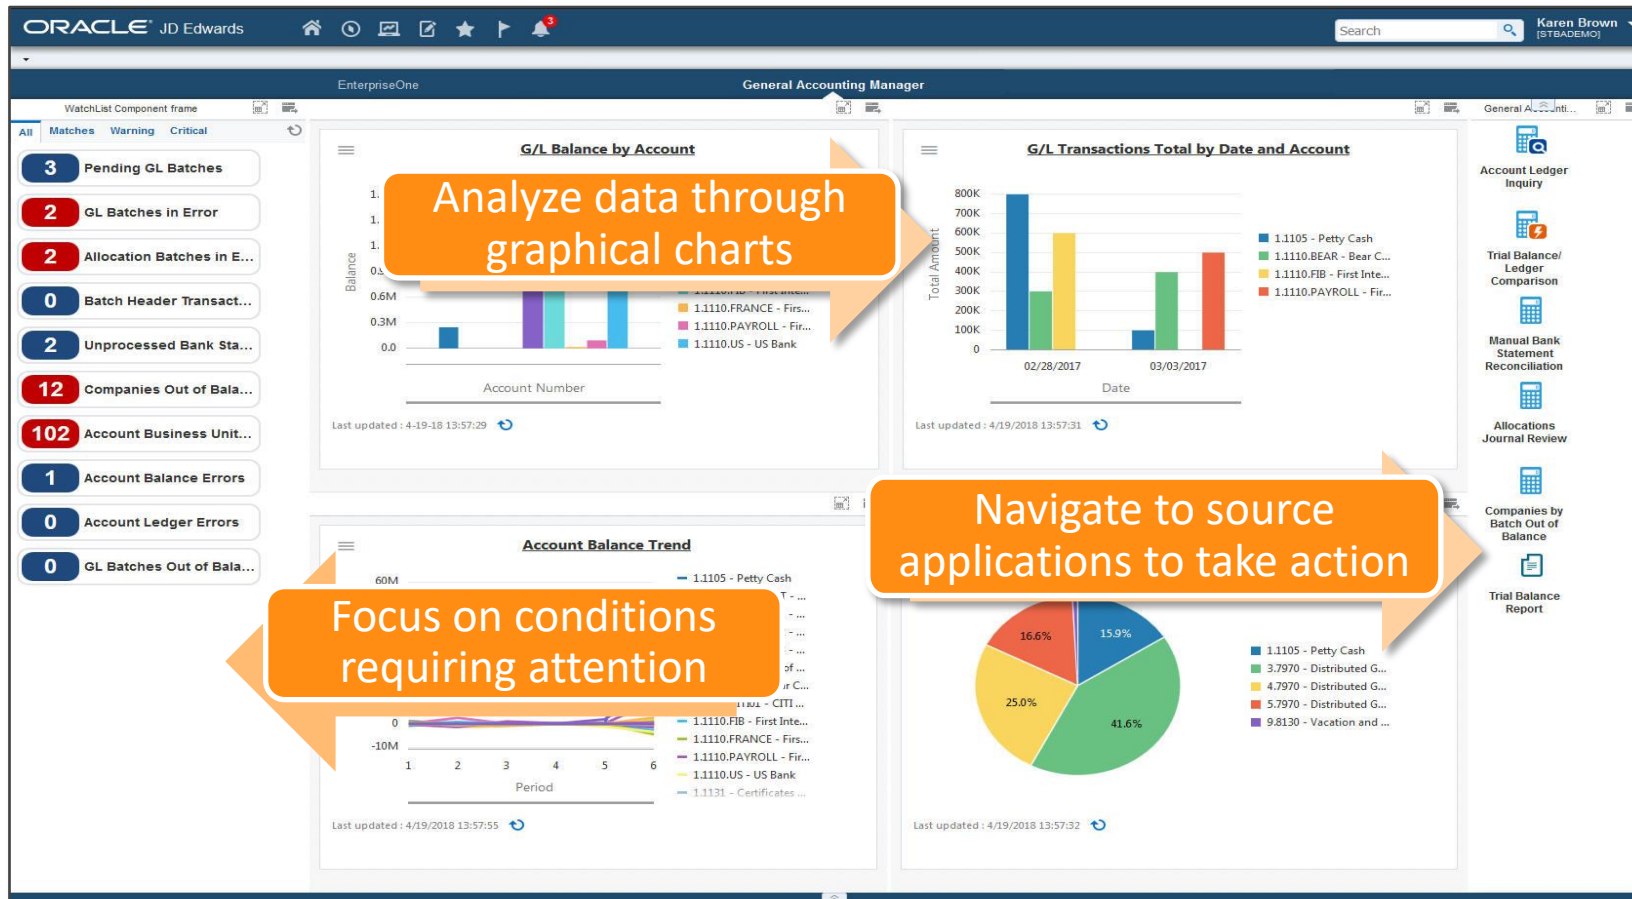 ORACLE JD Edwards
3
Search
Karen Brown
[STBADEMO]
EnterpriseOne
General Accounting Manager
WatchList Component frame
All Matches Warning Critical
3 Pending GL Batches
2 GL Batches in Error
2 Allocation Batches in E...
0 Batch Header Transact...
2 Unprocessed Bank Sta...
12 Companies Out of Bala...
102 Account Business Unit...
1 Account Balance Errors
0 Account Ledger Errors
0 GL Batches Out of Bala...
G/L Balance by Account
Analyze data through
graphical charts
Balance
0.6M
0.3M
0.0
1.1110.FRANCE - Firs...
1.1110.PAYROLL - Fir...
1.1110.US - US Bank
Account Number
Last updated : 4-19-18 13:57:29
G/L Transactions Total by Date and Account
Total Amount
800K
700K
600K
500K
400K
300K
200K
100K
0
02/28/2017
03/03/2017
Date
1.1105 - Petty Cash
1.1110.BEAR - Bear C...
1.1110.FIB - First Inte...
1.1110.PAYROLL - Fir...
Last updated : 4/19/2018 13:57:31
Account Balance Trend
Focus on conditions
requiring attention
60M
0
-10M
1 2 3 4 5 6
Period
1.1105 - Petty Cash
- CITI ...
1.1110.FIB - First Inte...
1.1110.FRANCE - Firs...
1.1110.PAYROLL - Fir...
1.1110.US - US Bank
1.1131 - Certificates ...
Last updated : 4/19/2018 13:57:55
Navigate to source
applications to take action
16.6%
15.9%
25.0%
41.6%
1.1105 - Petty Cash
3.7970 - Distributed G...
4.7970 - Distributed G...
5.7970 - Distributed G...
9.8130 - Vacation and ...
Last updated : 4/19/2018 13:57:32
General A
nti...
Account Ledger
Inquiry
Trial Balance/
Ledger
Comparison
Manual Bank
Statement
Reconciliation
Allocations
Journal Review
Companies by
Batch Out of
Balance
Trial Balance
Report